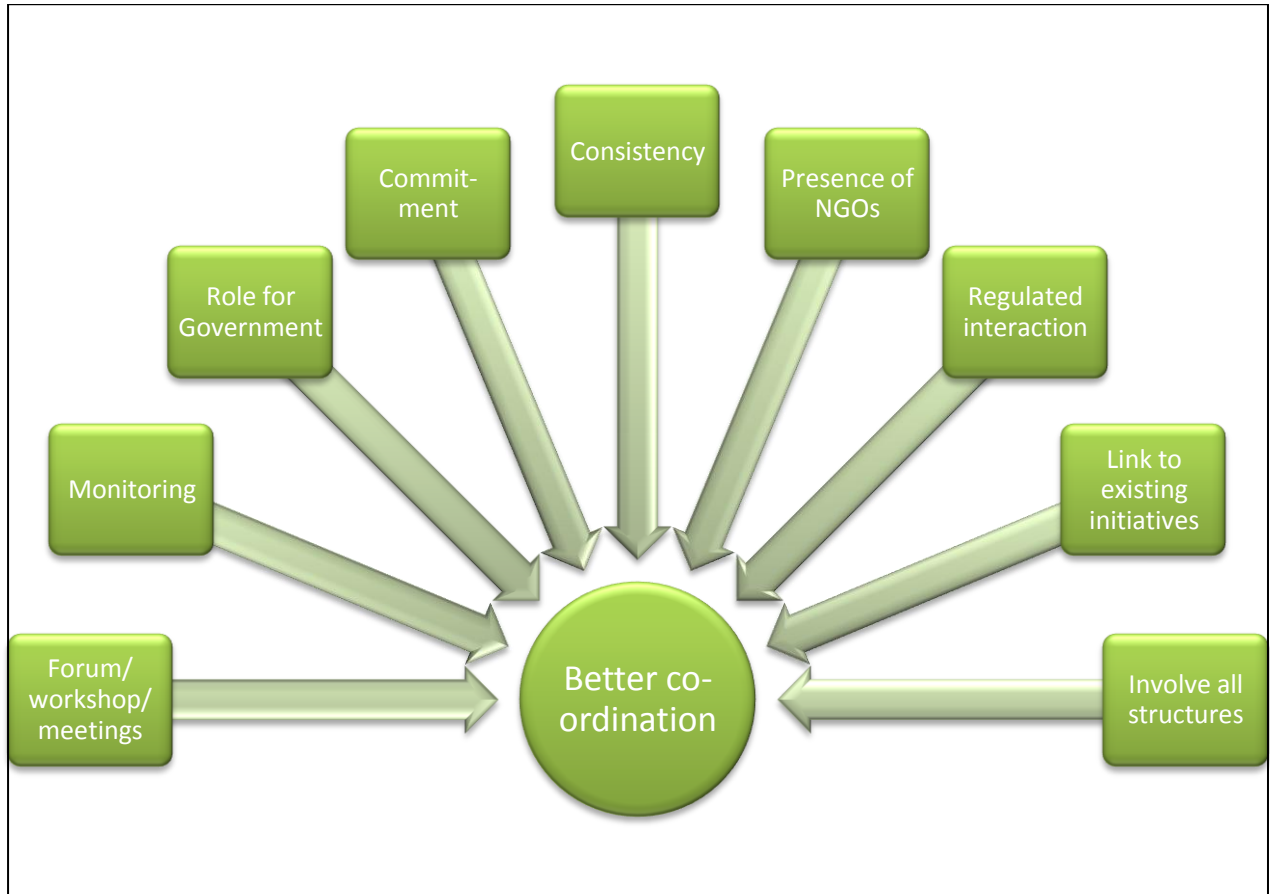 Consistency
Commit-
ment
Presence of
NGOs
Role for
Government
Regulated
interaction
Monitoring
Link to
existing
initiatives
Forum/
workshop/
meetings
Better co-
ordination
Involve all
structures